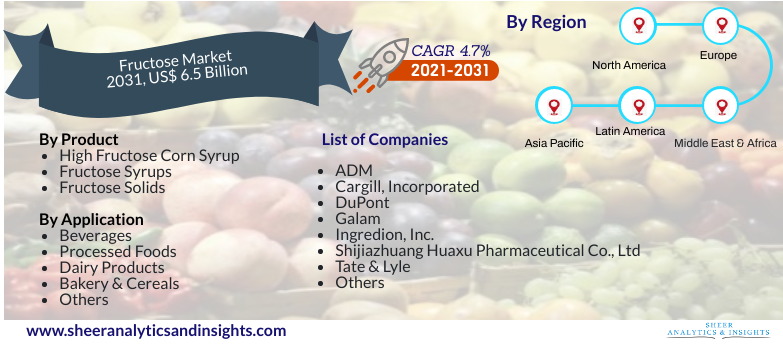 Fructose Market
2031, US$ 6.5 Billion
CAGR 4.7%
2021-2031
By Region
North America
Europe
Asia Pacific
Latin America
Middle East & Africa
By Product
• High Fructose Corn Syrup
• Fructose Syrups
• Fructose Solids
By Application
• Beverages
• Processed Foods
• Dairy Products
• Bakery & Cereals
• Others
List of Companies
• ADM
• Cargill, Incorporated
• DuPont
• Galam
• Ingredion, Inc.
• Shijiazhuang Huaxu Pharmaceutical Co., Ltd
• Tate & Lyle
• Others
www.sheeranalyticsandinsights.com
SHEER
ANALYTICS & INSIGHTS